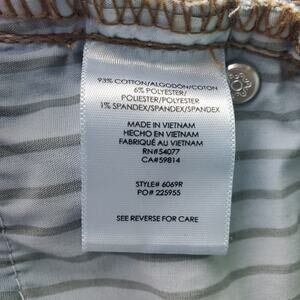 93% COTTON/ALGODÓN/COTON
6% POLYESTER/
POLIESTER/POLYESTER
1% SPANDEX/SPANDEX/SPANDEX
MADE IN VIETNAM
HECHO EN VIETNAM
FABRIQUÉ AU VIETNAM
RN#54077
CA#59814
STYLE# 6069R
PO# 225955
SEE REVERSE FOR CARE